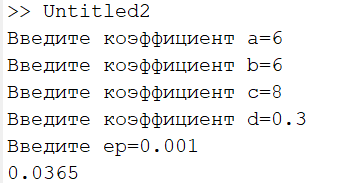 >> Untitled2
Введите коэффициент a=6
Введите коэффициент b=6
Введите коэффициент c=8
Введите коэффициент d=0.3
Введите ep=0.001
0.0365